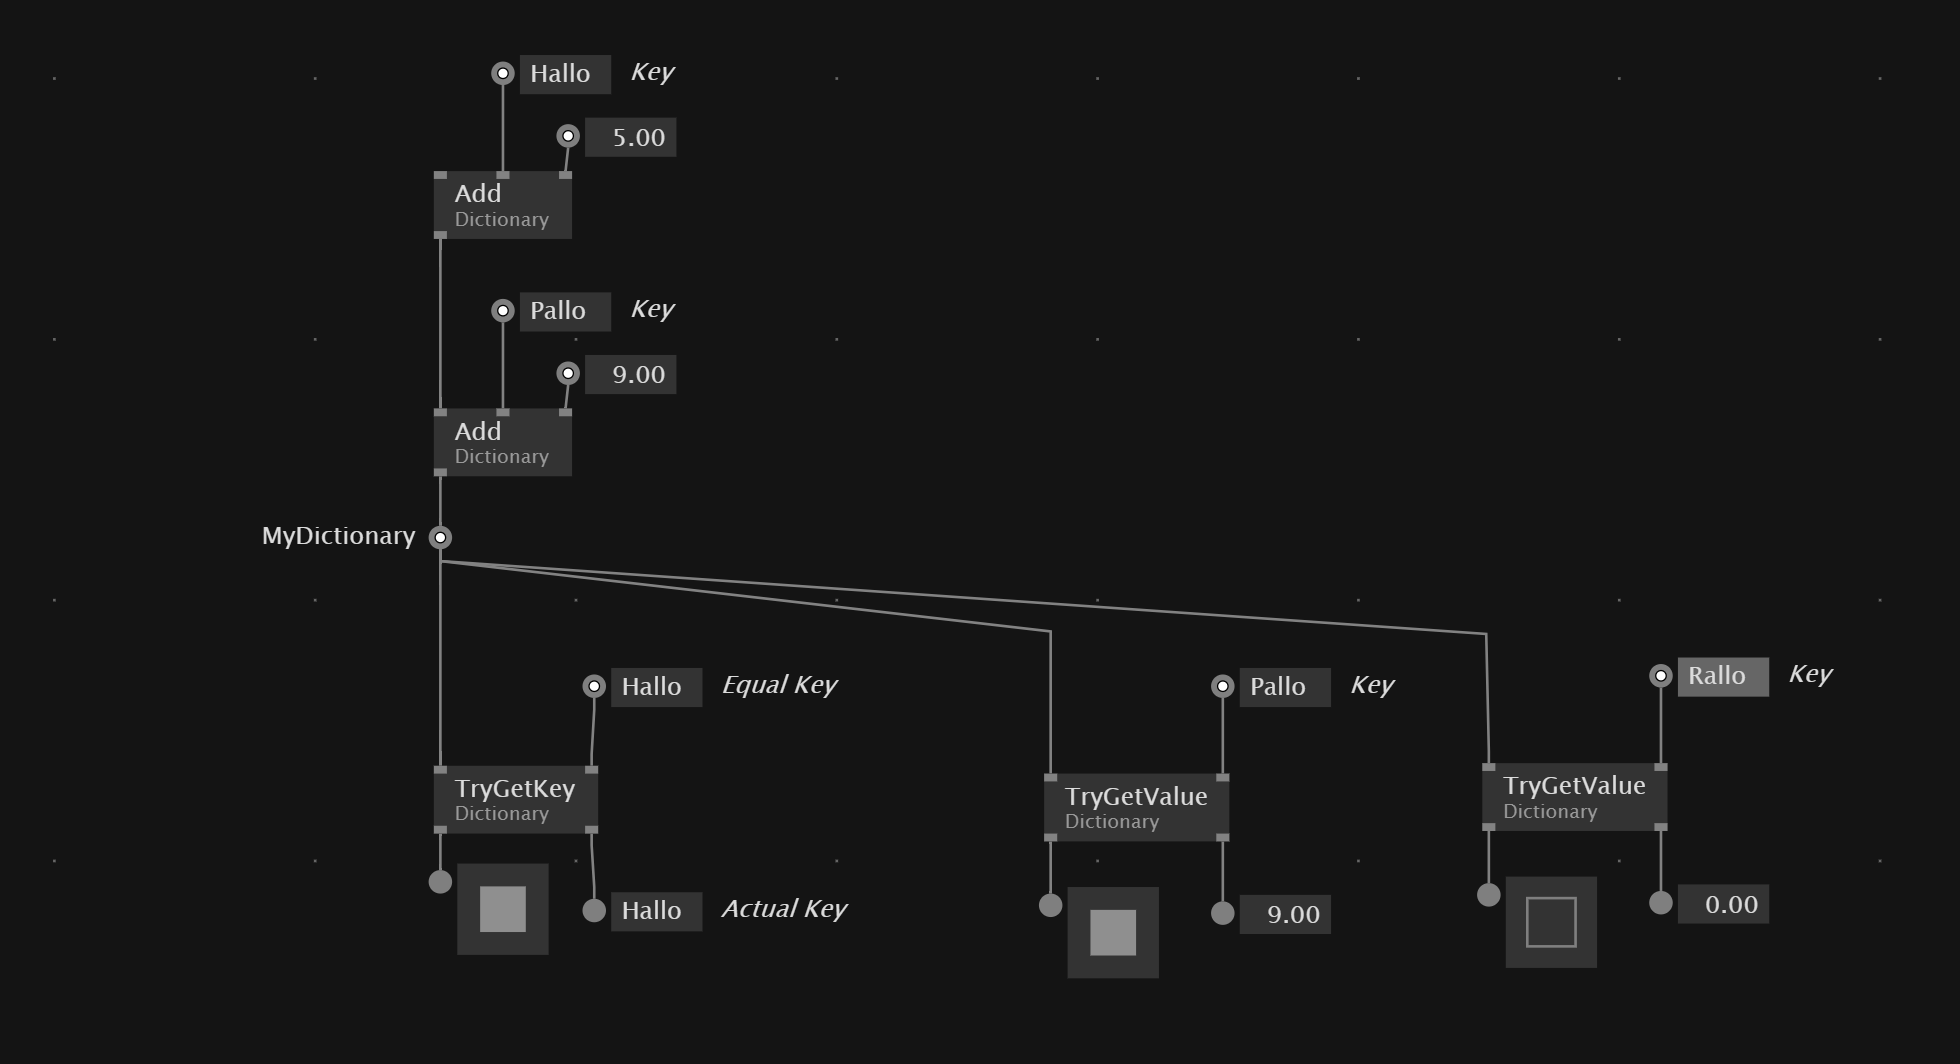 Hallo Key
5.00
Add
Dictionary
Pallo Key
9.00
Add
Dictionary
MyDictionary
Hallo Equal Key
TryGetKey
Dictionary
Hallo Actual Key
Pallo Key
TryGetValue
Dictionary
9.00
Rallo Key
TryGetValue
Dictionary
0.00